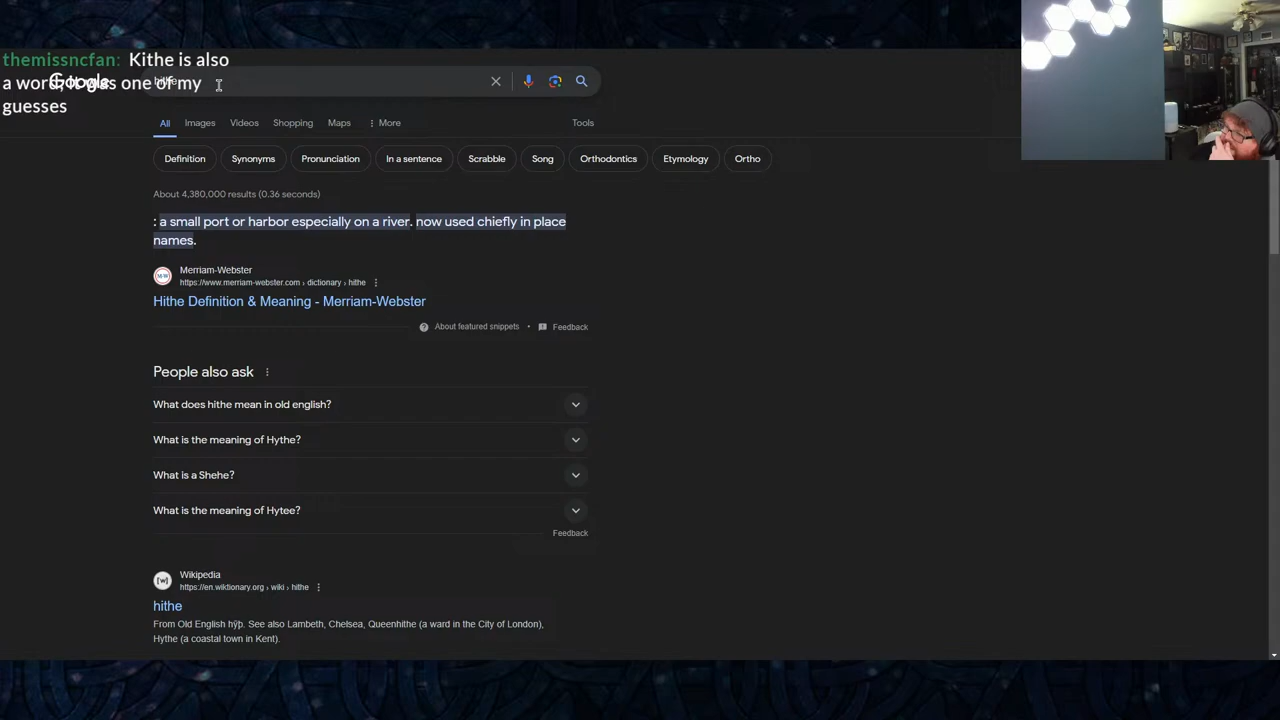 themissncfan: Kithe is also
a word, it was one of my
guesses
Google
hithe
All Images Videos Shopping Maps More Tools
Definition Synonyms Pronunciation In a sentence Scrabble Song Orthodontics Etymology Ortho
About 4,380,000 results (0.36 seconds)
: a small port or harbor especially on a river. now used chiefly in place
names.
Merriam-Webster
https://www.merriam-webster.com › dictionary › hithe
Hithe Definition & Meaning - Merriam-Webster
About featured snippets • Feedback
People also ask
What does hithe mean in old english?
What is the meaning of Hythe?
What is a Shehe?
What is the meaning of Hytee?
Feedback
[w]
Wikipedia
https://en.wiktionary.org › wiki › hithe
hithe
From Old English hȳþ. See also Lambeth, Chelsea, Queenhithe (a ward in the City of London),
Hythe (a coastal town in Kent).